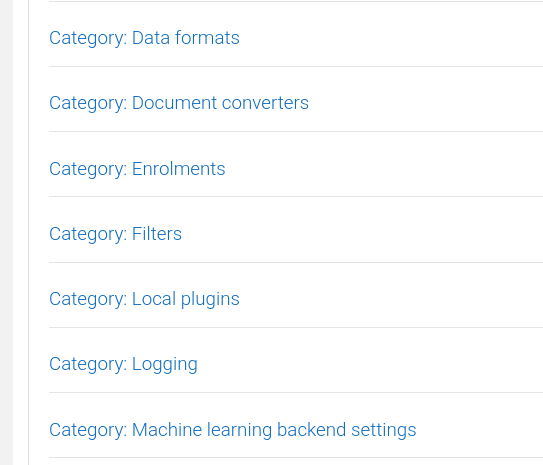 Category: Data formats
Category: Document converters
Category: Enrolments
Category: Filters
Category: Local plugins
Category: Logging
Category: Machine learning backend settings